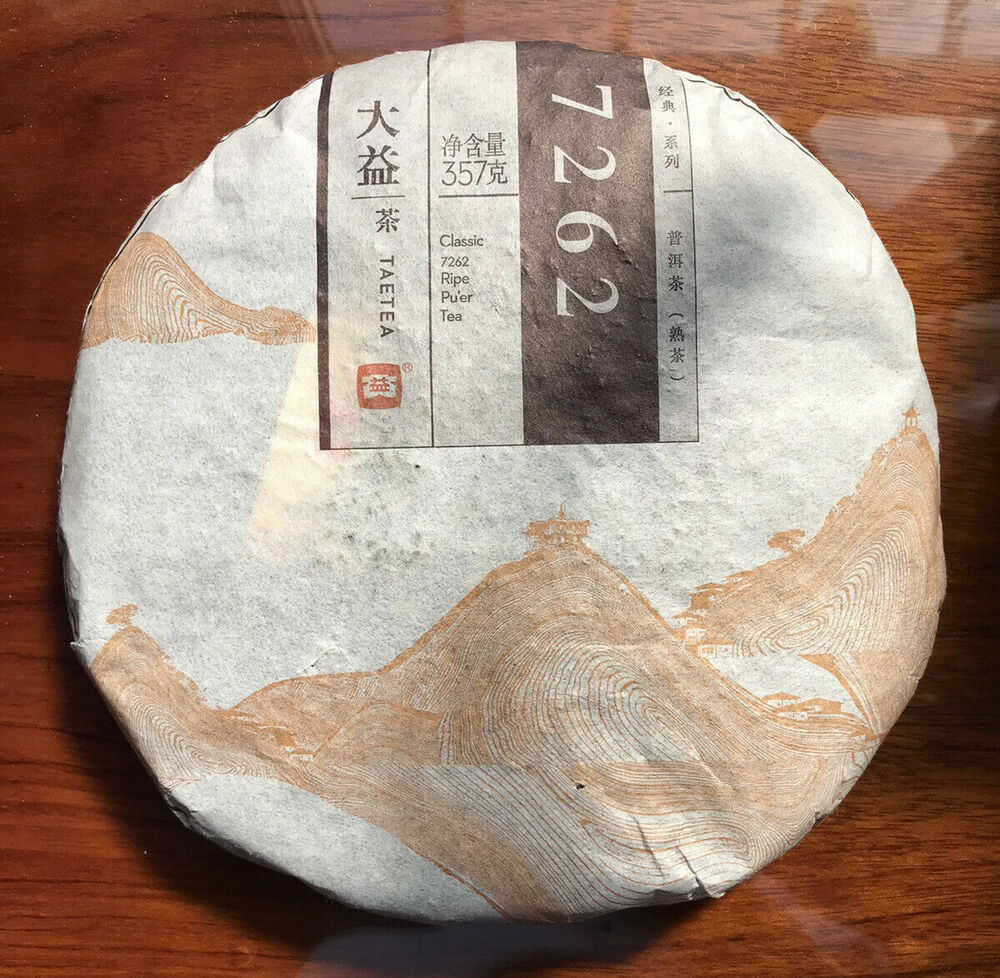 大益
茶 TAETEA
益®
净含量
357克
Classic
7262
Ripe
Pu'er
Tea
7262
经典·系列
普洱茶（熟茶）